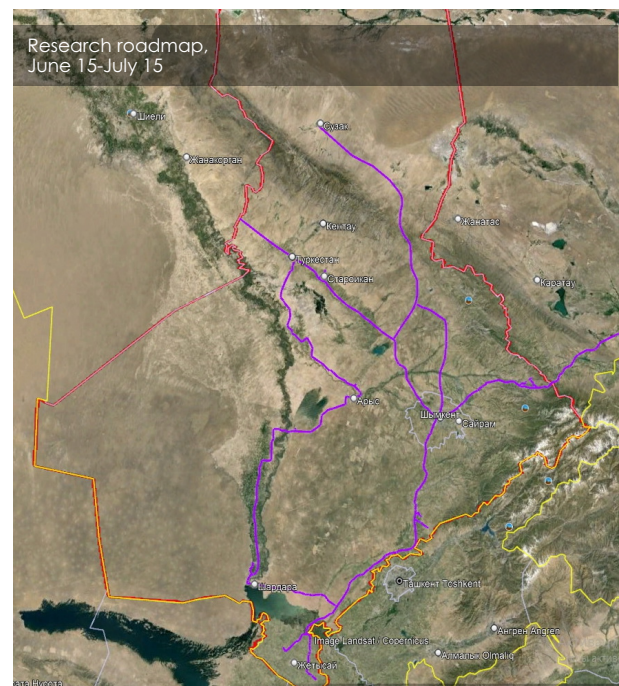 Research roadmap,
June 15-July 15
Шиели
Сузак
Жанакорган
Кентау
Жанатас
Туркестан
Старойкан
Каратау
Арыс
Шымкент
Сайрам
Шардара
Ташкент Toshkent
Ангрен Angren
Image Landsat / Copernicus
Алмалык Olmaliq
Жетысай